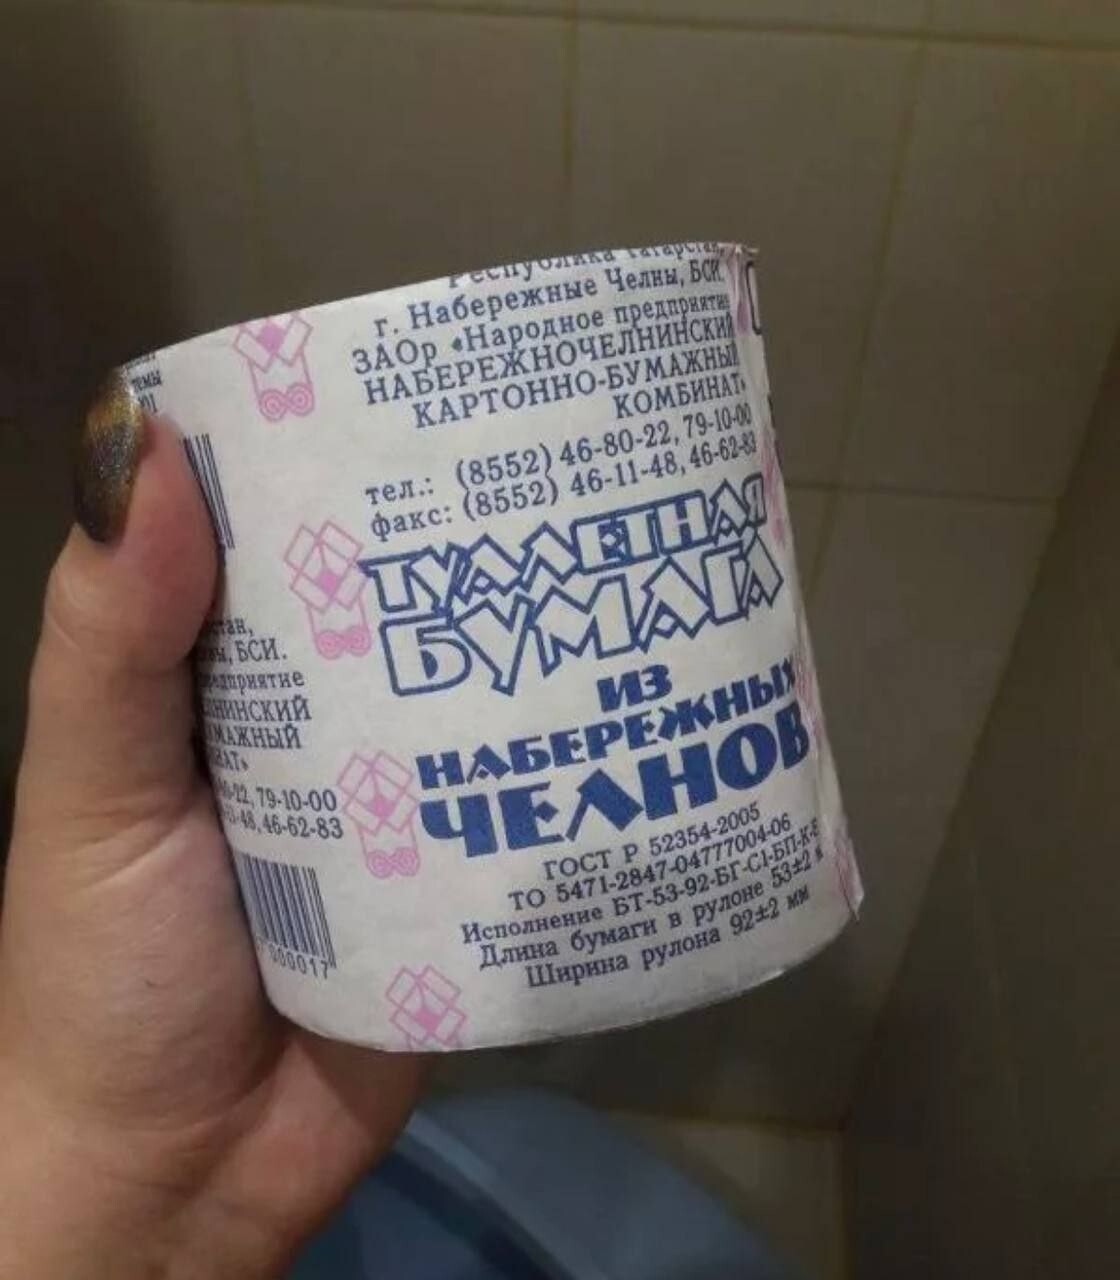 Республика Татарстан,
г. Набережные Челны, БСИ.
ЗАОр «Народное предприятие
НАБЕРЕЖНОЧЕЛНИНСКИЙ
КАРТОННО-БУМАЖНЫЙ
КОМБИНАТ»
тел.: (8552) 46-80-22, 79-10-00
факс: (8552) 46-11-48, 46-62-83
ТУАЛЕТНАЯ
БУМАГА
ИЗ
НАБЕРЕЖНЫХ
ЧЕЛНОВ
ГОСТ Р 52354-2005
ТО 5471-2847-04777004-06
Исполнение БТ-53-92-БГ-С1-БП-К-Б
Длина бумаги в рулоне 53±2 м
Ширина рулона 92±2 мм
БСИ.
79-10-00
46-62-83
000017